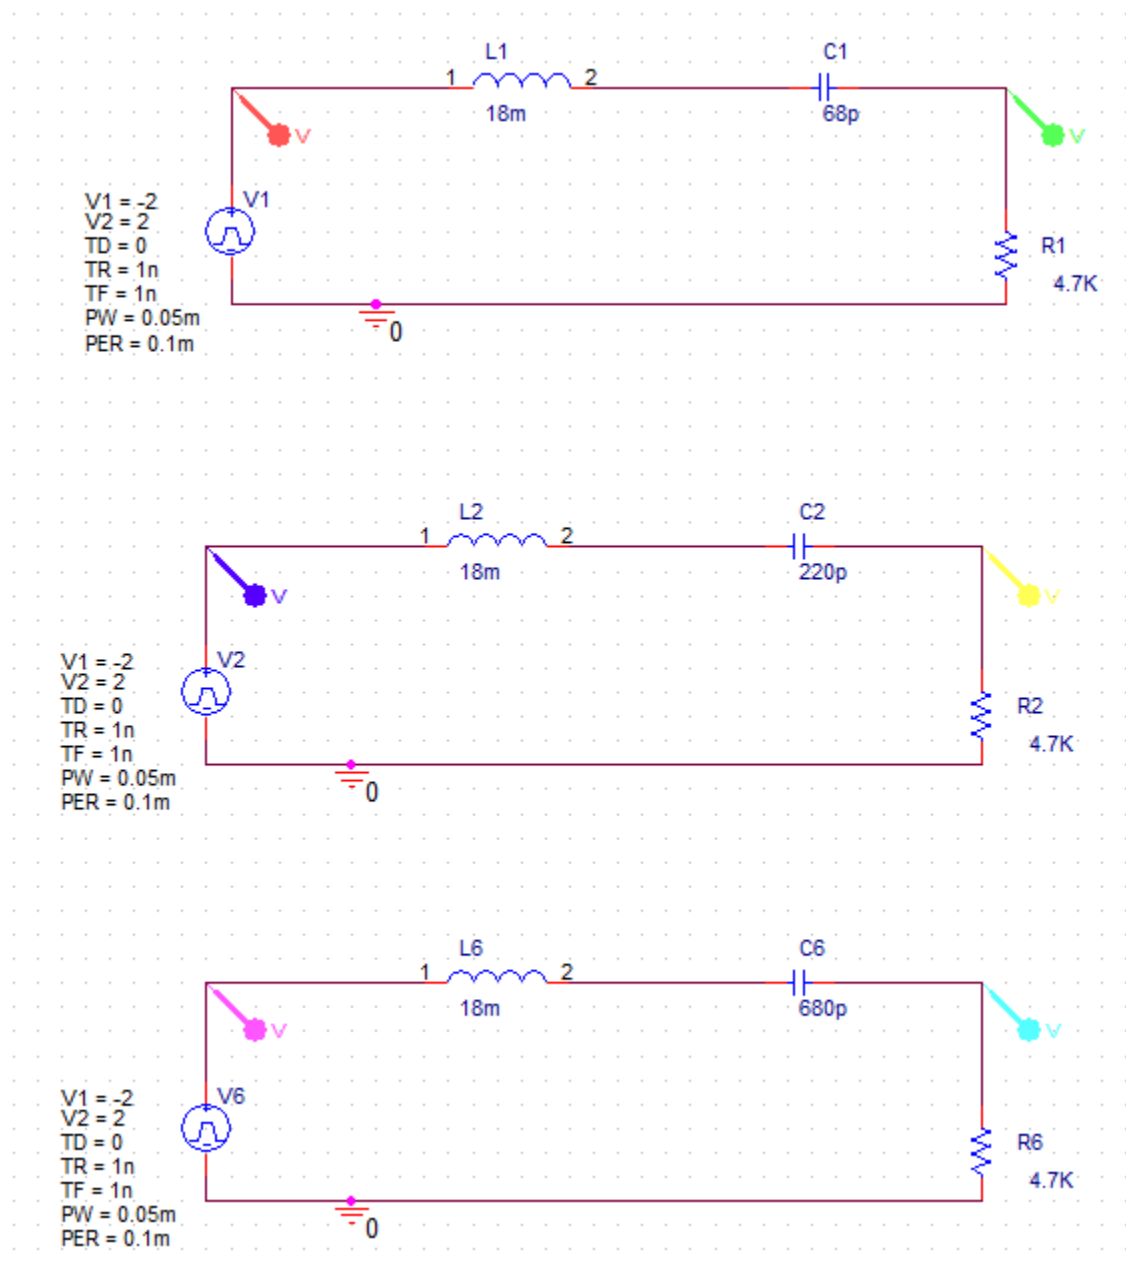 L1
C1
1
2
18m
68p
V
V
V1 = -2
V1
V2 = 2
TD = 0
TR = 1n
TF = 1n
PW = 0.05m
PER = 0.1m
R1
4.7K
0
L2
C2
1
2
18m
220p
V
V
V1 = -2
V2
V2 = 2
TD = 0
TR = 1n
TF = 1n
PW = 0.05m
PER = 0.1m
R2
4.7K
0
L6
C6
1
2
18m
680p
V
V
V1 = -2
V6
V2 = 2
TD = 0
TR = 1n
TF = 1n
PW = 0.05m
PER = 0.1m
R6
4.7K
0